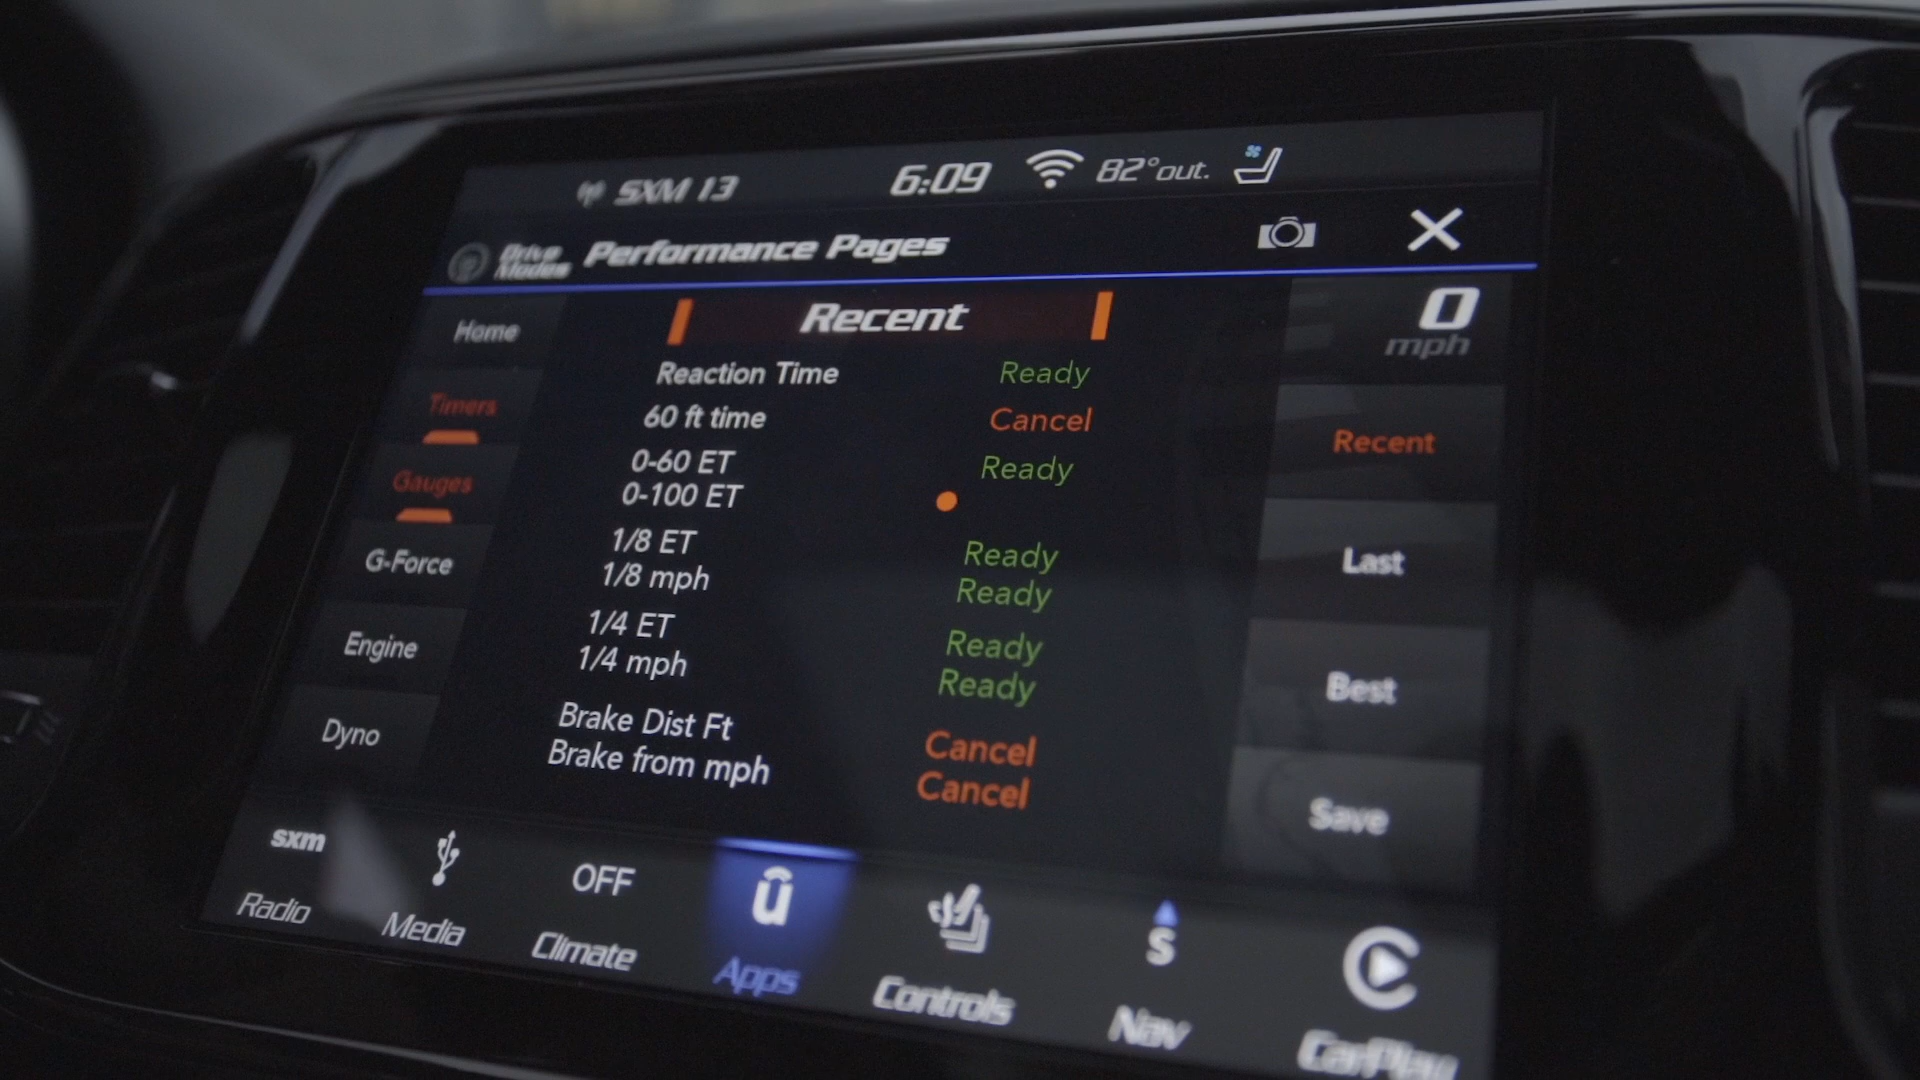 SXM 13 6:09 82°out.
Drive Modes Performance Pages
Home
Timers
Gauges
G-Force
Engine
Dyno
Recent
Reaction Time Ready
60 ft time Cancel
0-60 ET Ready
0-100 ET
1/8 ET Ready
1/8 mph Ready
1/4 ET Ready
1/4 mph Ready
Brake Dist Ft Cancel
Brake from mph Cancel
0
mph
Recent
Last
Best
Save
sxm OFF û S
Radio Media Climate Apps Controls Nav CarPlay